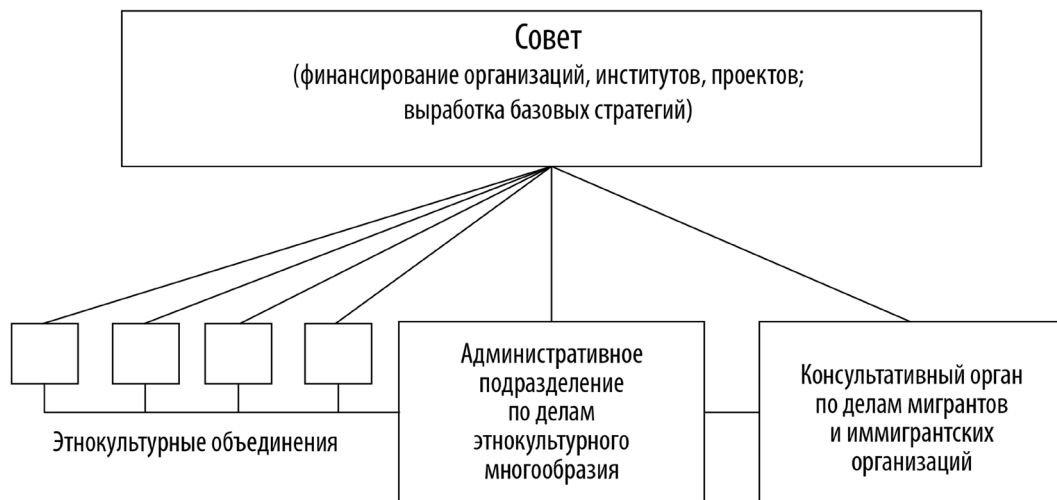 Совет
(финансирование организаций, институтов, проектов;
выработка базовых стратегий)
Этнокультурные объединения
Административное
подразделение
по делам
этнокультурного
многообразия
Консультативный орган
по делам мигрантов
и иммигрантских
организаций